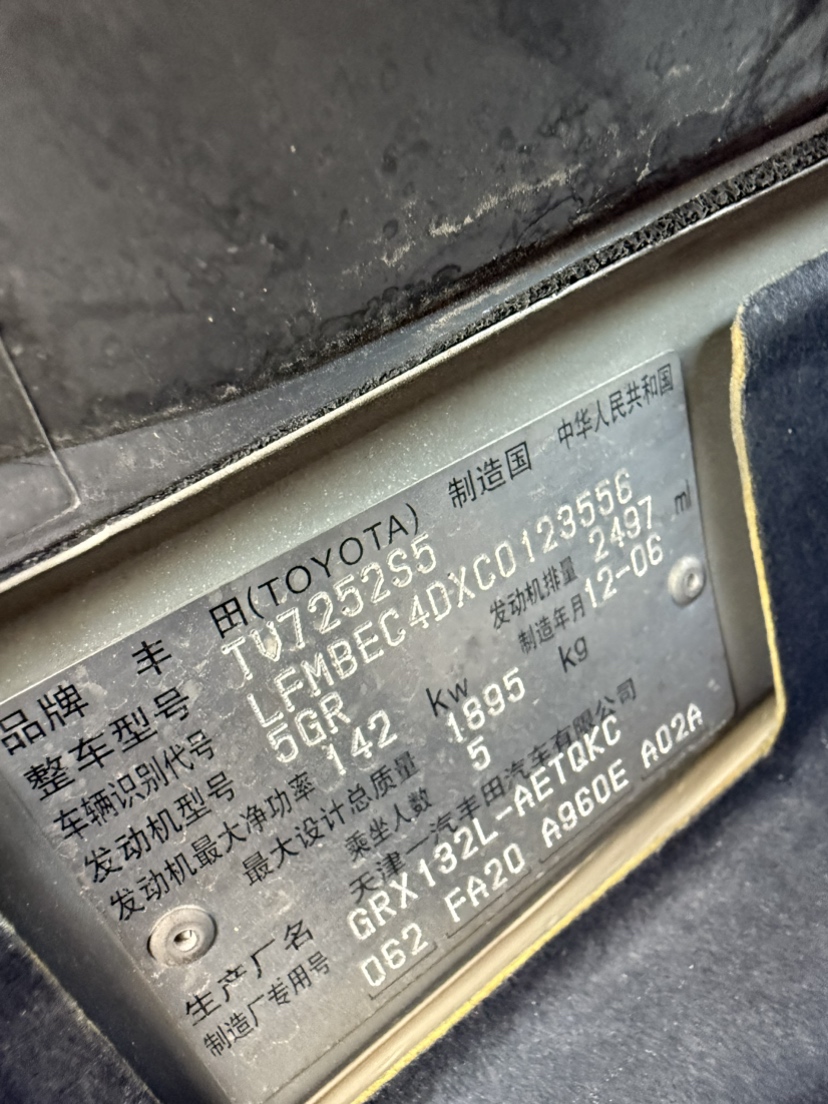 品牌 丰 田(TOYOTA) 制造国 中华人民共和国
整车型号 TV7252S5
车辆识别代号 LFMBEC4DXC0123556
发动机型号 5GR 发动机排量 2497 ml
发动机最大净功率 142 kw 制造年月 12-06
最大设计总质量 1895 kg
乘坐人数 5
生产厂名 天津一汽丰田汽车有限公司
制造厂专用号 GRX132L-AETQKC
062 FA20 A960E A02A